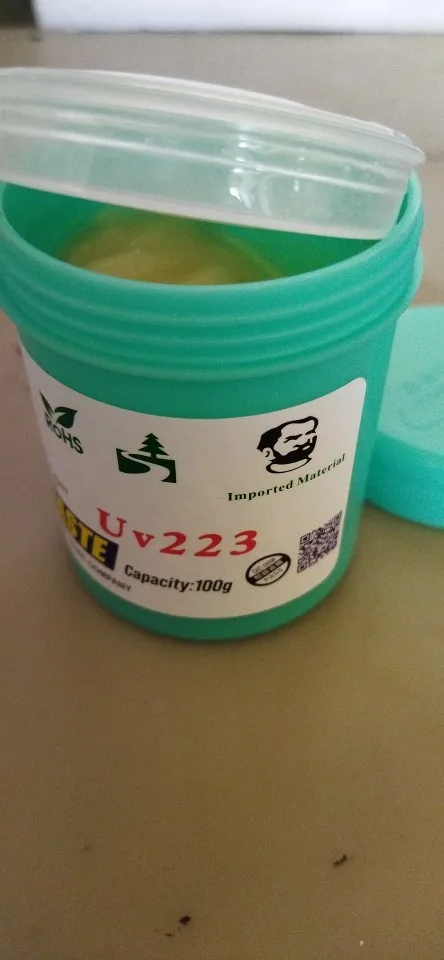 ROHS
Imported Material
Uv223
STE
Capacity:100g
COMPANY